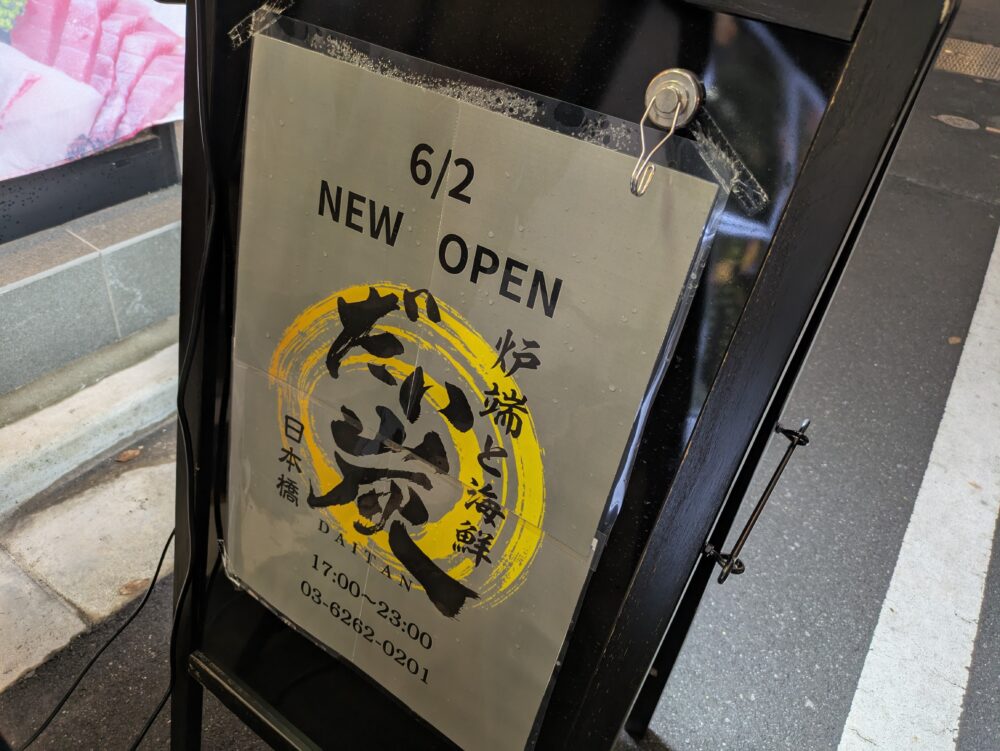 6/2
NEW OPEN
炉端と海鮮
だい炭
日本橋
DAITAN
17:00～23:00
03-6262-0201